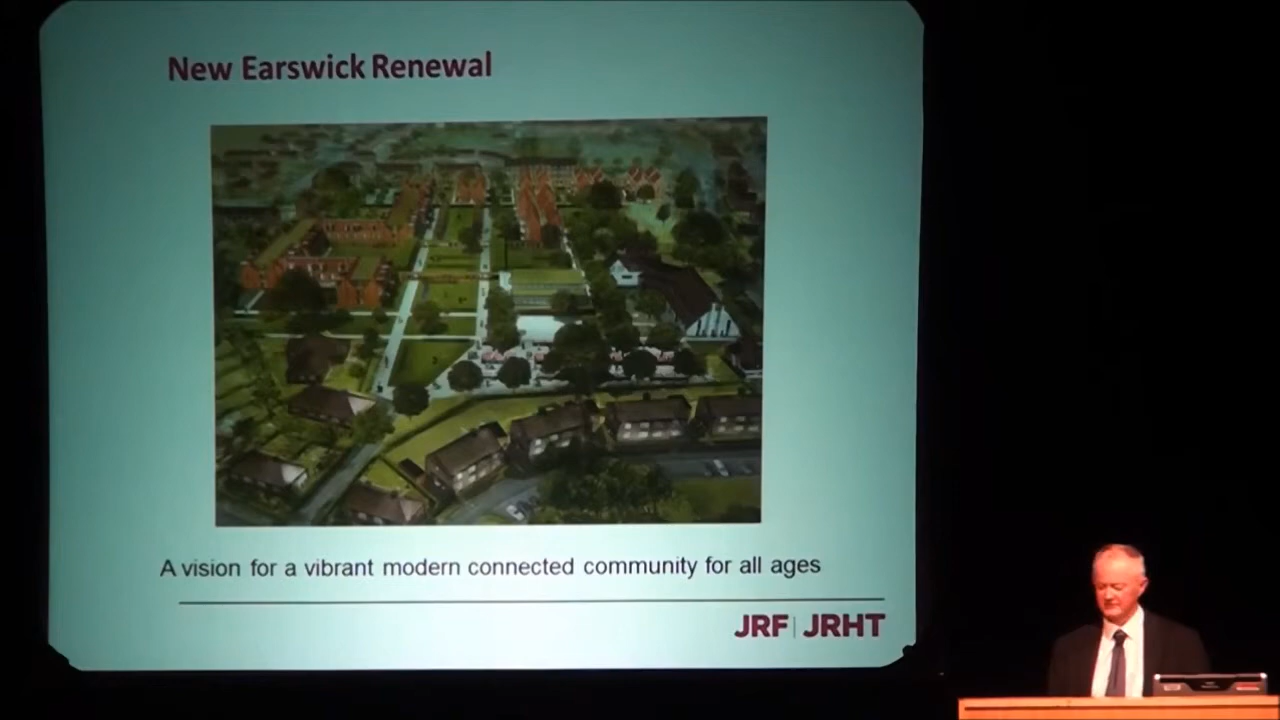 New Earswick Renewal
A vision for a vibrant modern connected community for all ages
JRF | JRHT